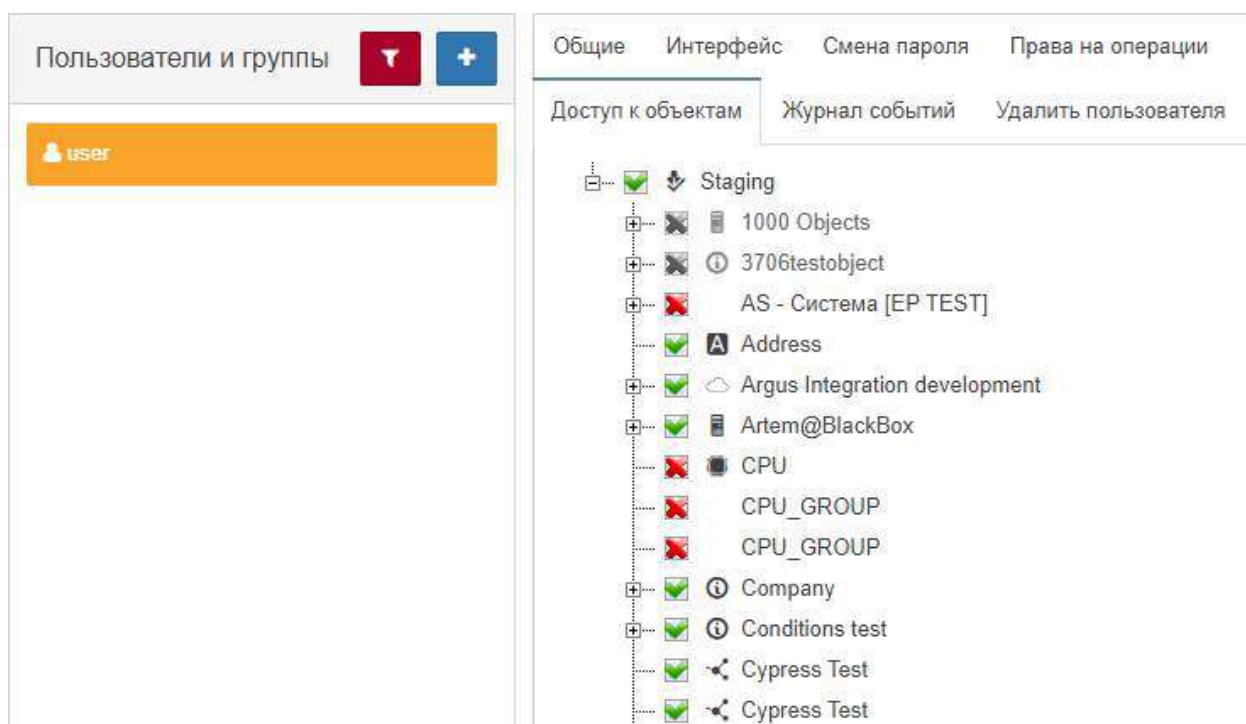 Пользователи и группы
user
Общие Интерфейс Смена пароля Права на операции
Доступ к объектам Журнал событий Удалить пользователя
Staging
1000 Objects
3706testobject
AS - Система [EP TEST]
A Address
Argus Integration development
Artem@BlackBox
CPU
CPU_GROUP
CPU_GROUP
Company
Conditions test
Cypress Test
Cypress Test